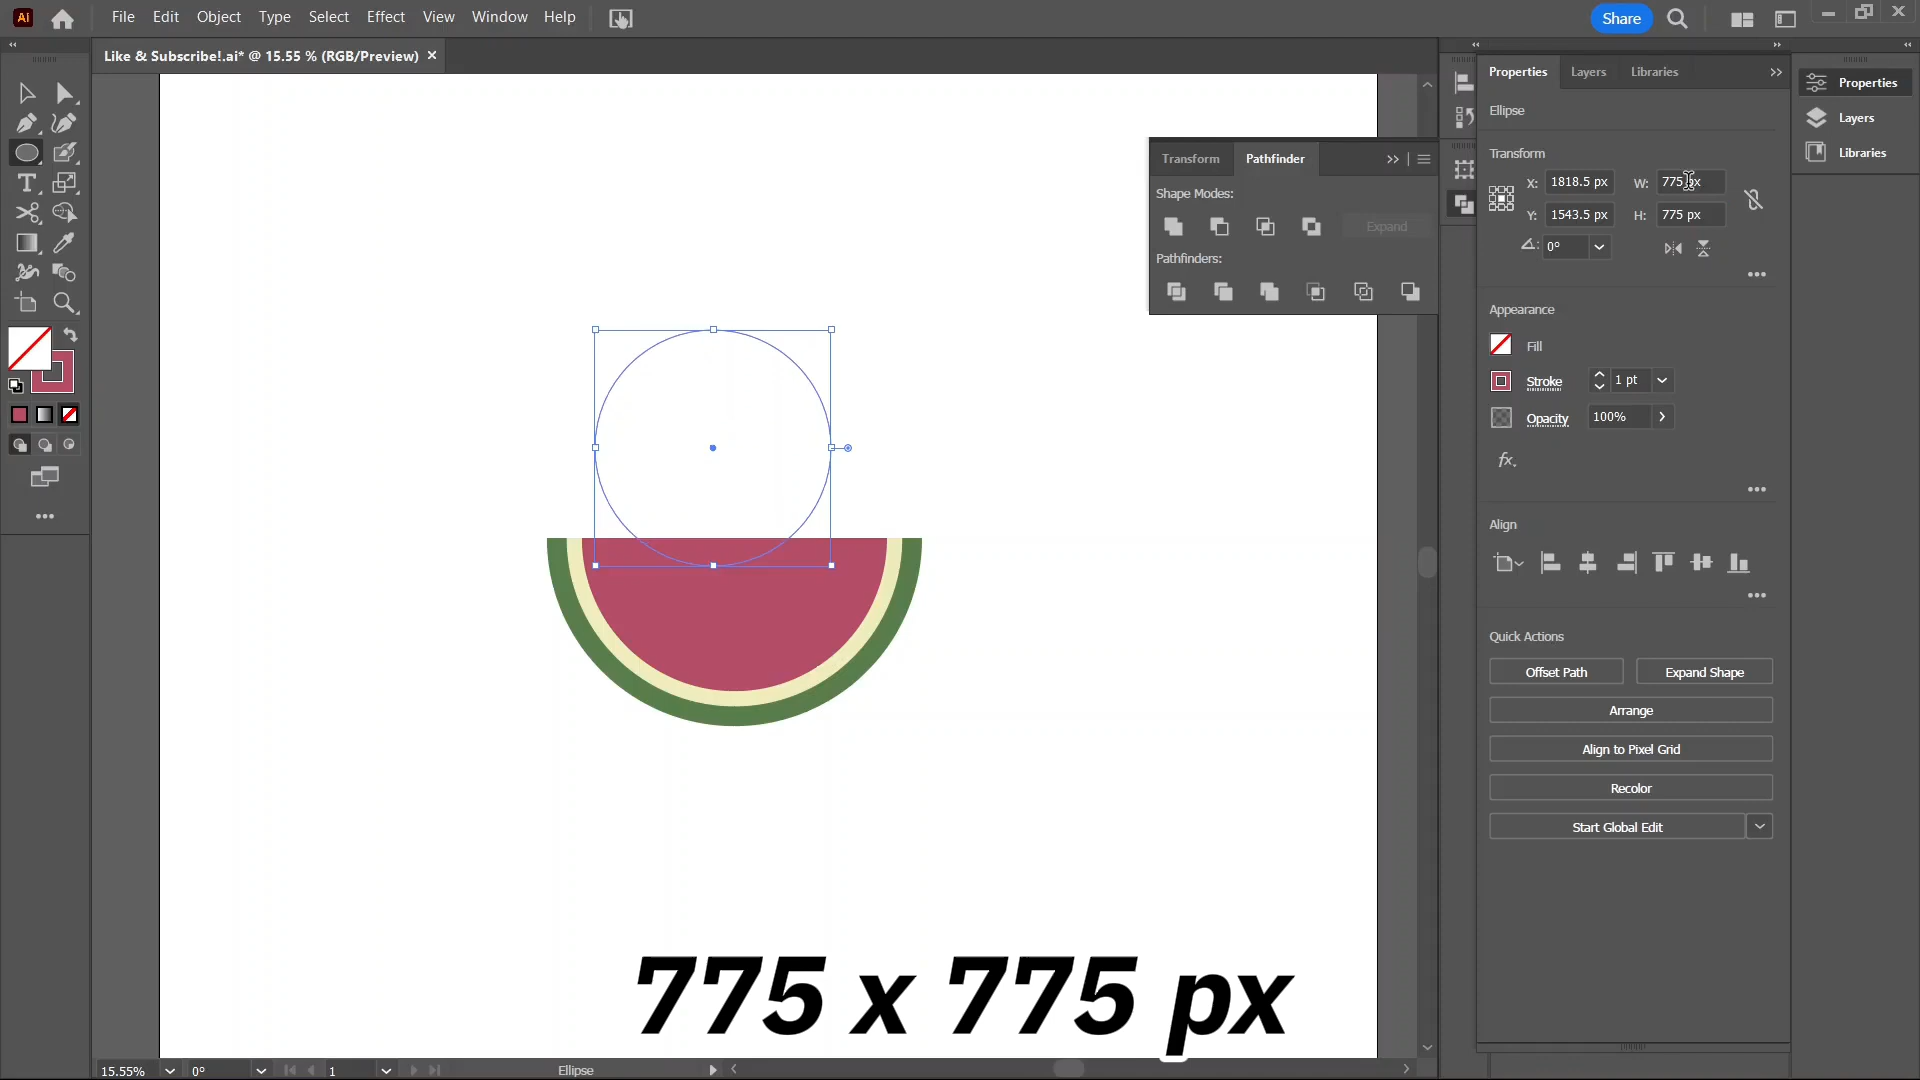 Ai File Edit Object Type Select Effect View Window Help Share
Like & Subscribe!.ai* @ 15.55 % (RGB/Preview) ×
Properties Layers Libraries
Properties
Layers
Libraries
Ellipse
Transform
X: 1818.5 px W: 775 px
Y: 1543.5 px H: 775 px
0°
Transform Pathfinder
Shape Modes:
Expand
Pathfinders:
Appearance
Fill
Stroke 1 pt
Opacity 100%
fx.
Align
Quick Actions
Offset Path Expand Shape
Arrange
Align to Pixel Grid
Recolor
Start Global Edit
775 x 775 px
15.55% 0° 1 Ellipse